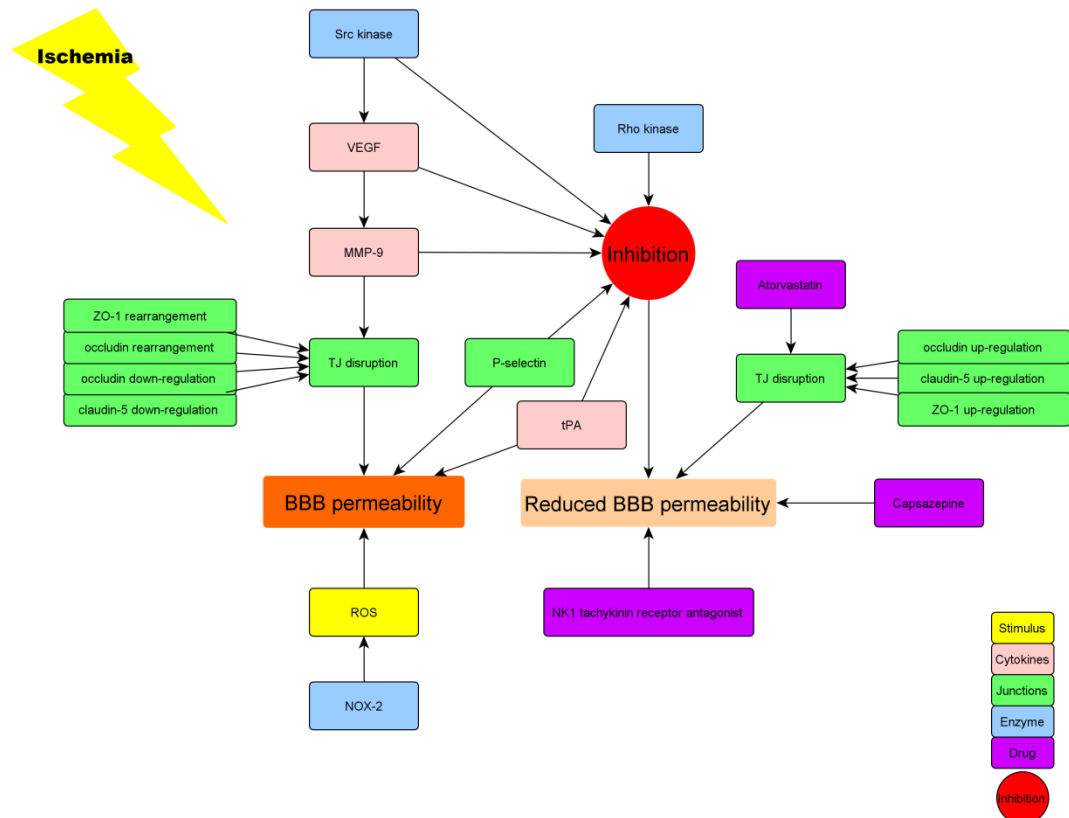 Ischemia
Src kinase
Rho kinase
VEGF
MMP-9
Inhibition
Atorvastatin
ZO-1 rearrangement
occludin rearrangement
occludin down-regulation
claudin-5 down-regulation
TJ disruption
P-selectin
TJ disruption
occludin up-regulation
claudin-5 up-regulation
ZO-1 up-regulation
tPA
BBB permeability
Reduced BBB permeability
Capsazepine
ROS
NK1 tachykinin receptor antagonist
NOX-2
Stimulus
Cytokines
Junctions
Enzyme
Drug
Inhibition